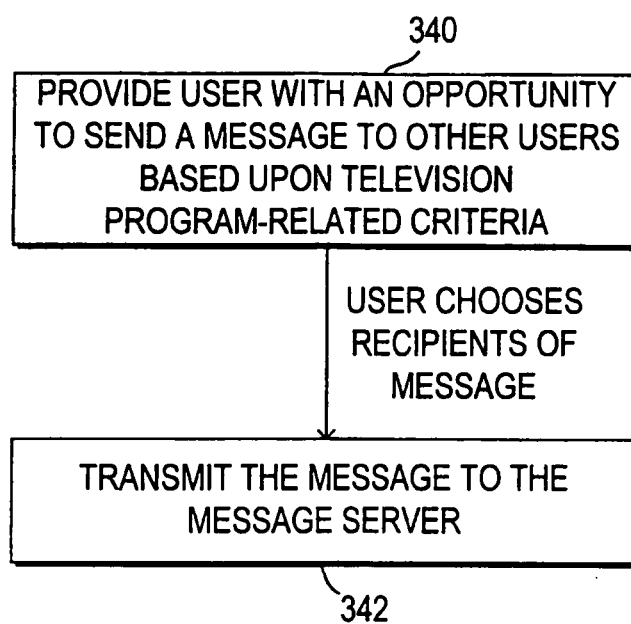 340
PROVIDE USER WITH AN OPPORTUNITY
TO SEND A MESSAGE TO OTHER USERS
BASED UPON TELEVISION
PROGRAM-RELATED CRITERIA
USER CHOOSES
RECIPIENTS OF
MESSAGE
TRANSMIT THE MESSAGE TO THE
MESSAGE SERVER
342